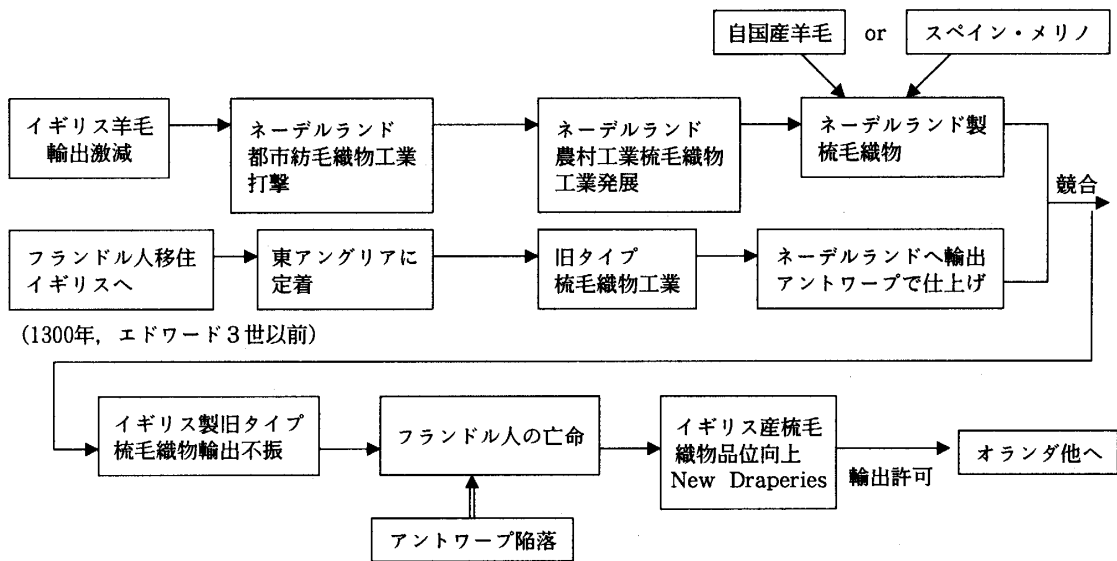 自国産羊毛 or スペイン・メリノ
イギリス羊毛
輸出激減
ネーデルランド
都市紡毛織物工業
打撃
ネーデルランド
農村工業梳毛織物
工業発展
ネーデルランド製
梳毛織物
競合
フランドル人移住
イギリスへ
東アングリアに
定着
旧タイプ
梳毛織物工業
ネーデルランドへ輸出
アントワープで仕上げ
(1300年, エドワード3世以前)
イギリス製旧タイプ
梳毛織物輸出不振
フランドル人の亡命
イギリス産梳毛
織物品位向上
New Draperies
輸出許可
オランダ他へ
アントワープ陥落